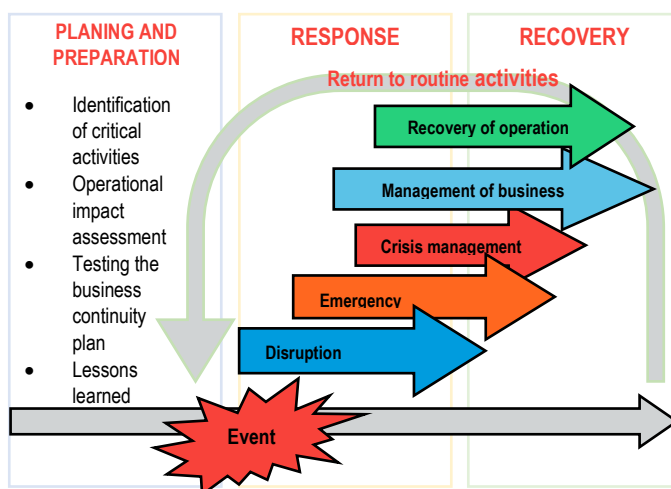 PLANING AND
PREPARATION
• Identification
of critical
activities
• Operational
impact
assessment
• Testing the
business
continuity
plan
• Lessons
learned
RESPONSE
RECOVERY
Return to routine activities
Recovery of operation
Management of business
Crisis management
Emergency
Disruption
Event